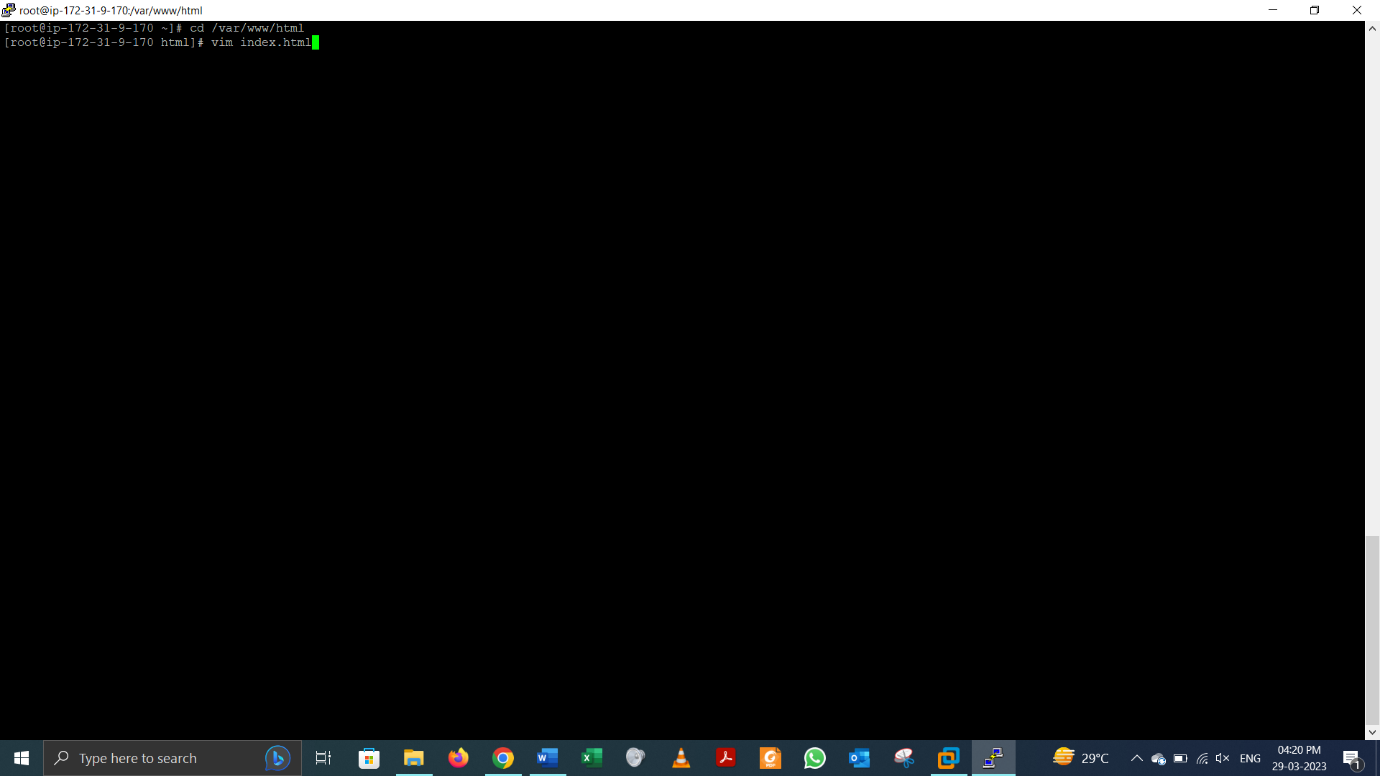 root@ip-172-31-9-170:/var/www/html
[root@ip-172-31-9-170 ~]# cd /var/www/html
[root@ip-172-31-9-170 html]# vim index.html
Type here to search
29°C
ENG
04:20 PM
29-03-2023
1